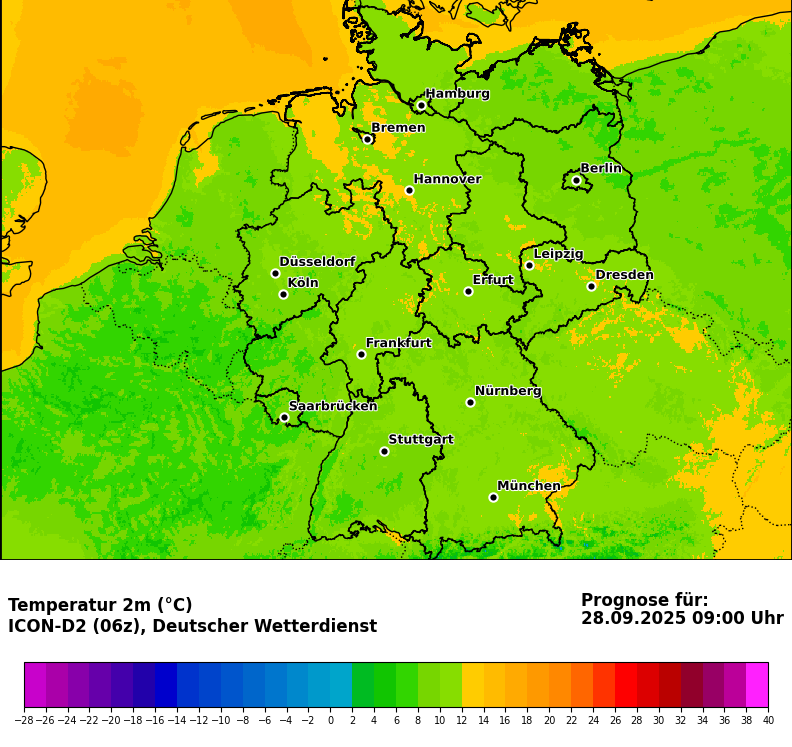 Hamburg
Bremen
Berlin
Hannover
Leipzig
Düsseldorf
Dresden
Köln
Erfurt
Frankfurt
Nürnberg
Saarbrücken
Stuttgart
München
Temperatur 2m (°C)
ICON-D2 (06z), Deutscher Wetterdienst
Prognose für:
28.09.2025 09:00 Uhr
−28 −26 −24 −22 −20 −18 −16 −14 −12 −10 −8 −6 −4 −2 0 2 4 6 8 10 12 14 16 18 20 22 24 26 28 30 32 34 36 38 40